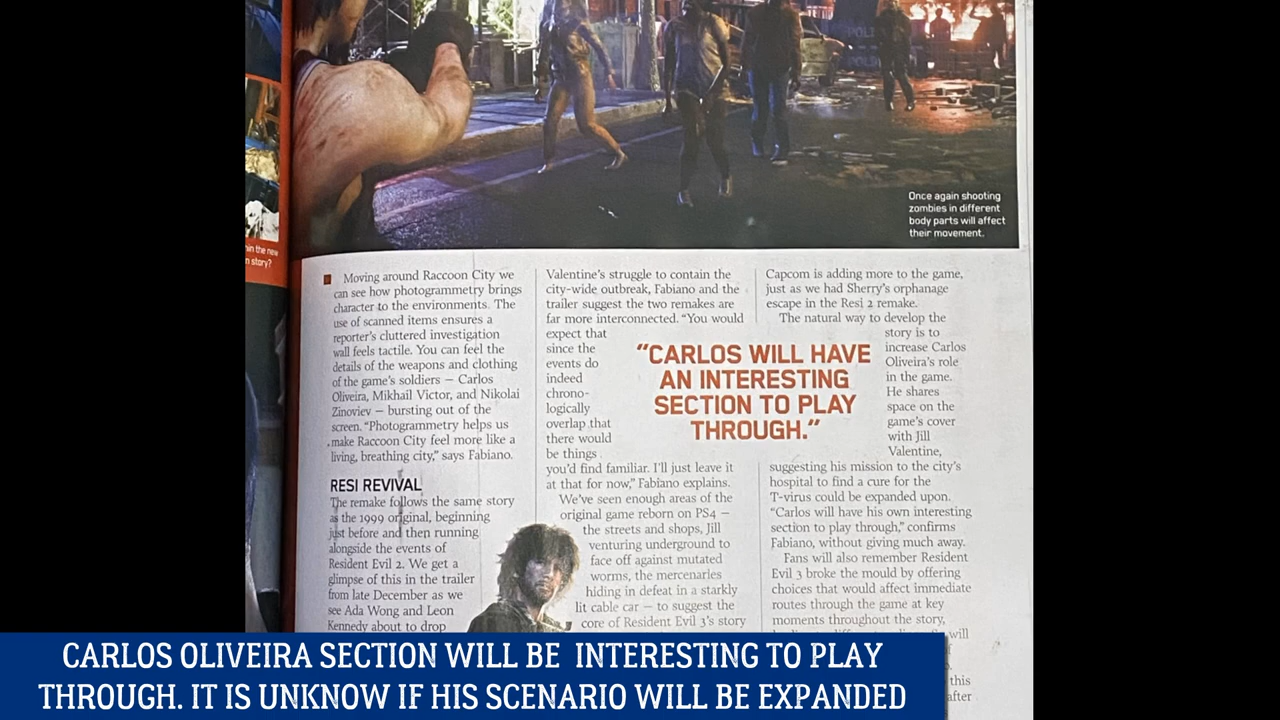 Once again shooting
zombies in different
body parts will affect
their movement.
in the new
n story?
Moving around Raccoon City we
can see how photogrammetry brings
character to the environments. The
use of scanned items ensures a
reporter's cluttered investigation
wall feels tactile. You can feel the
details of the weapons and clothing
of the game's soldiers — Carlos
Oliveira, Mikhail Victor, and Nikolai
Zinoviev — bursting out of the
screen. "Photogrammetry helps us
make Raccoon City feel more like a
living, breathing city," says Fabiano.
RESI REVIVAL
The remake follows the same story
as the 1999 original, beginning
just before and then running
alongside the events of
Resident Evil 2. We get a
glimpse of this in the trailer
from late December as we
see Ada Wong and Leon
Kennedy about to drop
Valentine's struggle to contain the
city-wide outbreak, Fabiano and the
trailer suggest the two remakes are
far more interconnected. "You would
expect that
since the
events do
indeed
chrono-
logically
overlap that
there would
be things
you'd find familiar. I'll just leave it
at that for now," Fabiano explains.
We've seen enough areas of the
original game reborn on PS4 —
the streets and shops, Jill
venturing underground to
face off against mutated
worms, the mercenaries
hiding in defeat in a starkly
lit cable car — to suggest the
core of Resident Evil 3's story
"CARLOS WILL HAVE
AN INTERESTING
SECTION TO PLAY
THROUGH."
Capcom is adding more to the game,
just as we had Sherry's orphanage
escape in the Resi 2 remake.
The natural way to develop the
story is to
increase Carlos
Oliveira's role
in the game.
He shares
space on the
game's cover
with Jill
Valentine,
suggesting his mission to the city's
hospital to find a cure for the
T-virus could be expanded upon.
"Carlos will have his own interesting
section to play through," confirms
Fabiano, without giving much away.
Fans will also remember Resident
Evil 3 broke the mould by offering
choices that would affect immediate
routes through the game at key
moments throughout the story,
will
this
after
CARLOS OLIVEIRA SECTION WILL BE INTERESTING TO PLAY
THROUGH. IT IS UNKNOW IF HIS SCENARIO WILL BE EXPANDED